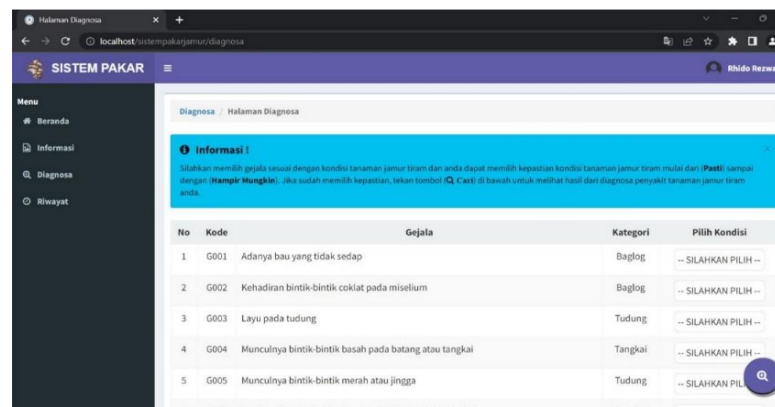 Halaman Diagnosa
localhost/sistempakarjamur/diagnosa
SISTEM PAKAR
Rhido Rezwa
Menu
Beranda
Informasi
Diagnosa
Riwayat
Diagnosa / Halaman Diagnosa
Informasi !
Silahkan memilih gejala sesuai dengan kondisi tanaman jamur tiram dan anda dapat memilih kepastian kondisi tanaman jamur tiram mulai dari (Pasti) sampai
dengan (Hampir Mungkin). Jika sudah memilih kepastian, tekan tombol (Cari) di bawah untuk melihat hasil dari diagnosa penyakit tanaman jamur tiram
anda.
No Kode Gejala Kategori Pilih Kondisi
1 G001 Adanya bau yang tidak sedap Baglog -- SILAHKAN PILIH --
2 G002 Kehadiran bintik-bintik coklat pada miselium Baglog -- SILAHKAN PILIH --
3 G003 Layu pada tudung Tudung -- SILAHKAN PILIH --
4 G004 Munculnya bintik-bintik basah pada batang atau tangkai Tangkai -- SILAHKAN PILIH --
5 G005 Munculnya bintik-bintik merah atau jingga Tudung -- SILAHKAN PIL